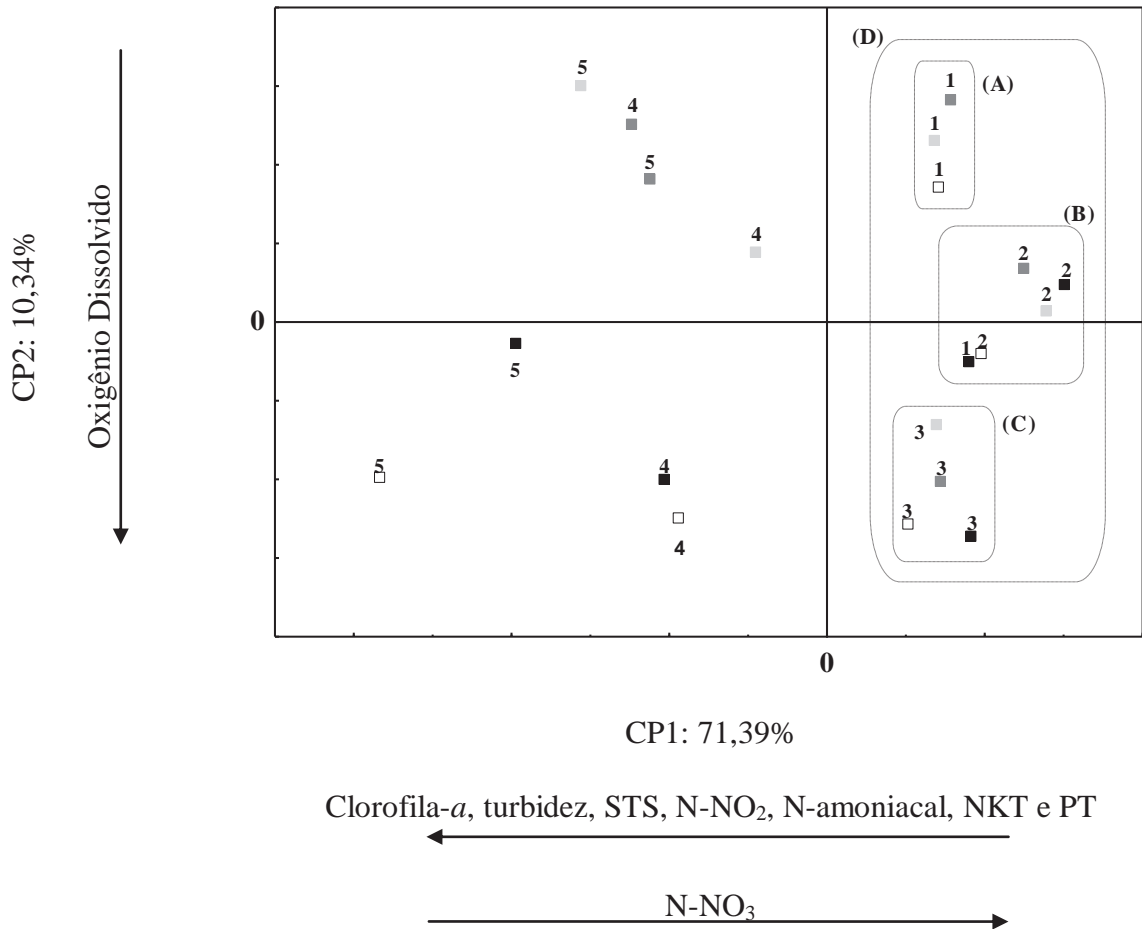 (D)
5
1
(A)
4
1
5
1
(B)
4
2
2
2
0
1
2
5
(C)
3
5
4
3
3
3
4
0
CP2: 10,34%
Oxigênio Dissolvido
CP1: 71,39%
Clorofila-a, turbidez, STS, N-NO₂, N-amoniacal, NKT e PT
N-NO₃